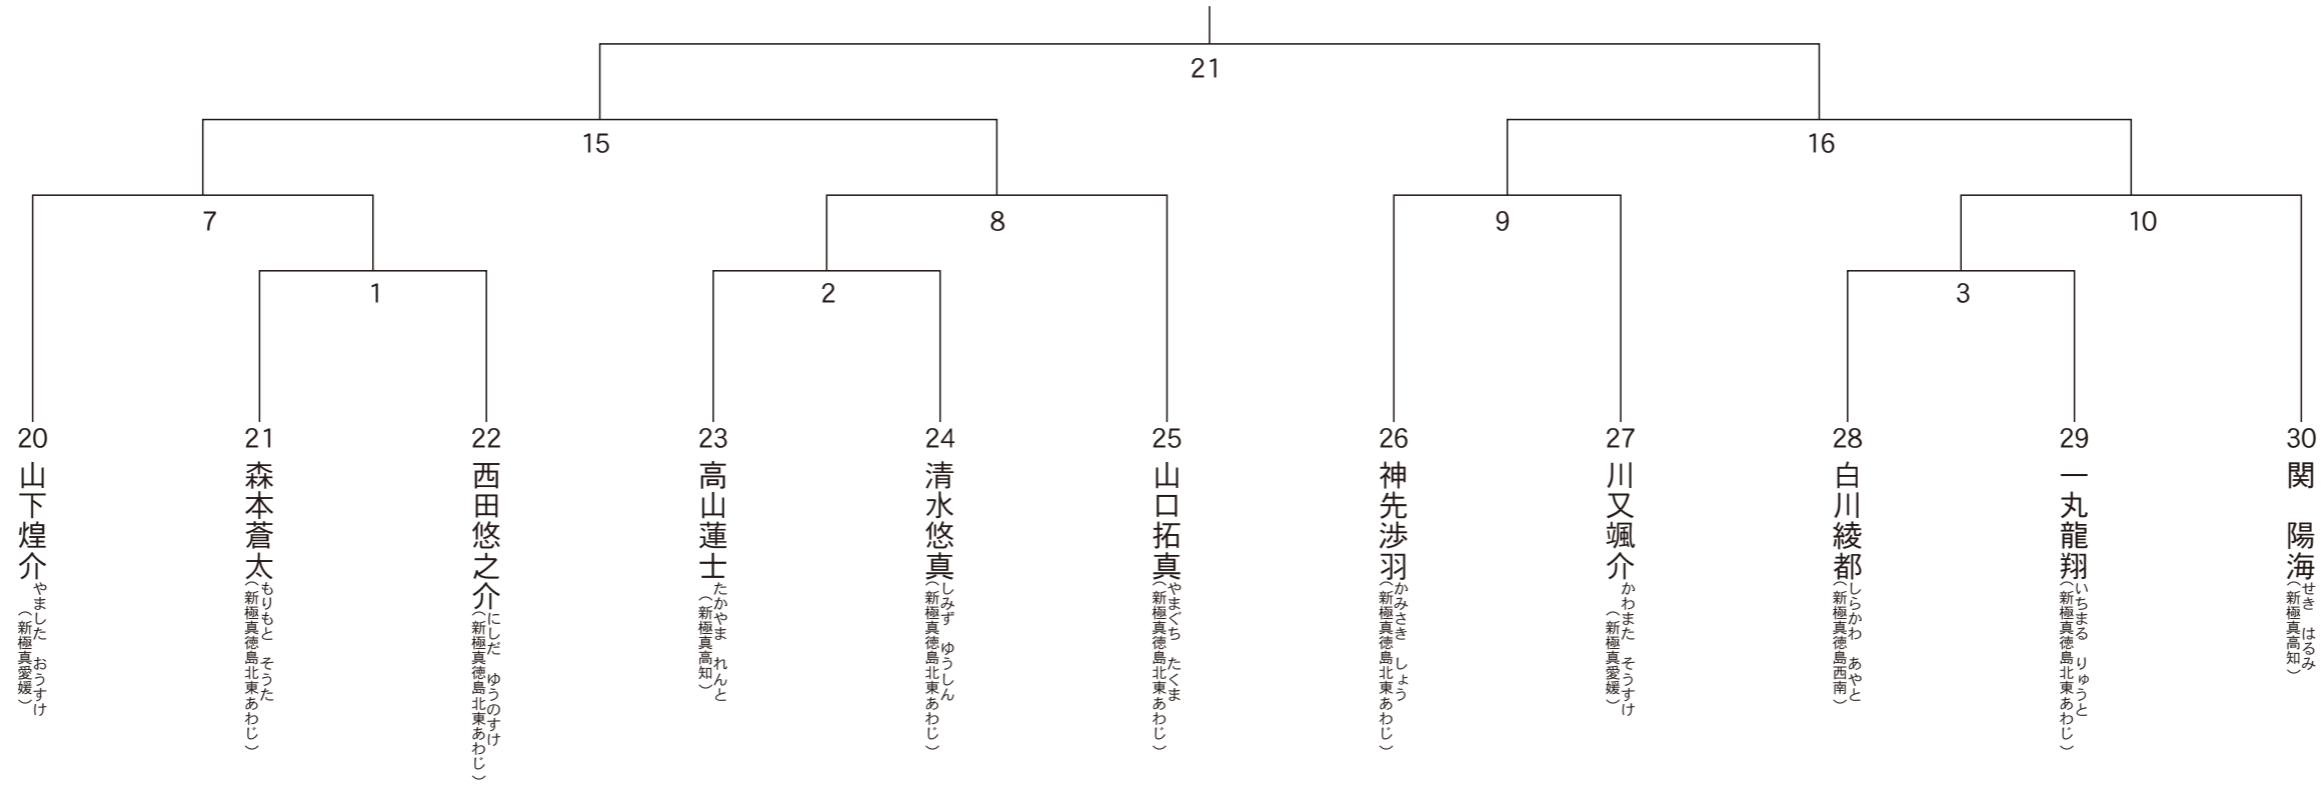 21
15
16
7
8
9
10
1
2
3
20
山下煌介
やました おうすけ
（新極真愛媛）
21
森本蒼太
もりもと そうた
（新極真徳島北東あわじ）
22
西田悠之介
にしだ ゆうのすけ
（新極真徳島北東あわじ）
23
高山蓮士
たかやま れんと
（新極真高知）
24
清水悠真
しみず ゆうしん
（新極真徳島北東あわじ）
25
山口拓真
やまぐち たくま
（新極真徳島北東あわじ）
26
神先渉羽
かみさき しょう
（新極真徳島北東あわじ）
27
川又颯介
かわまた そうすけ
（新極真愛媛）
28
白川綾都
しらかわ あやと
（新極真徳島西南）
29
一丸龍翔
いちまる りゅうと
（新極真徳島北東あわじ）
30
関 陽海
せき はるみ
（新極真高知）